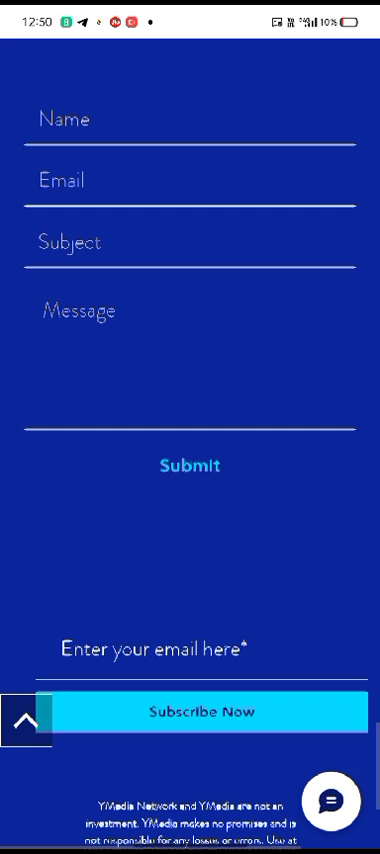 12:50
10%
Name
Email
Subject
Message
Submit
Enter your email here*
Subscribe Now
YMedia Network and YMedia are not an
investment. YMedia makes no promises and is
not responsible for any losses or errors. Use at